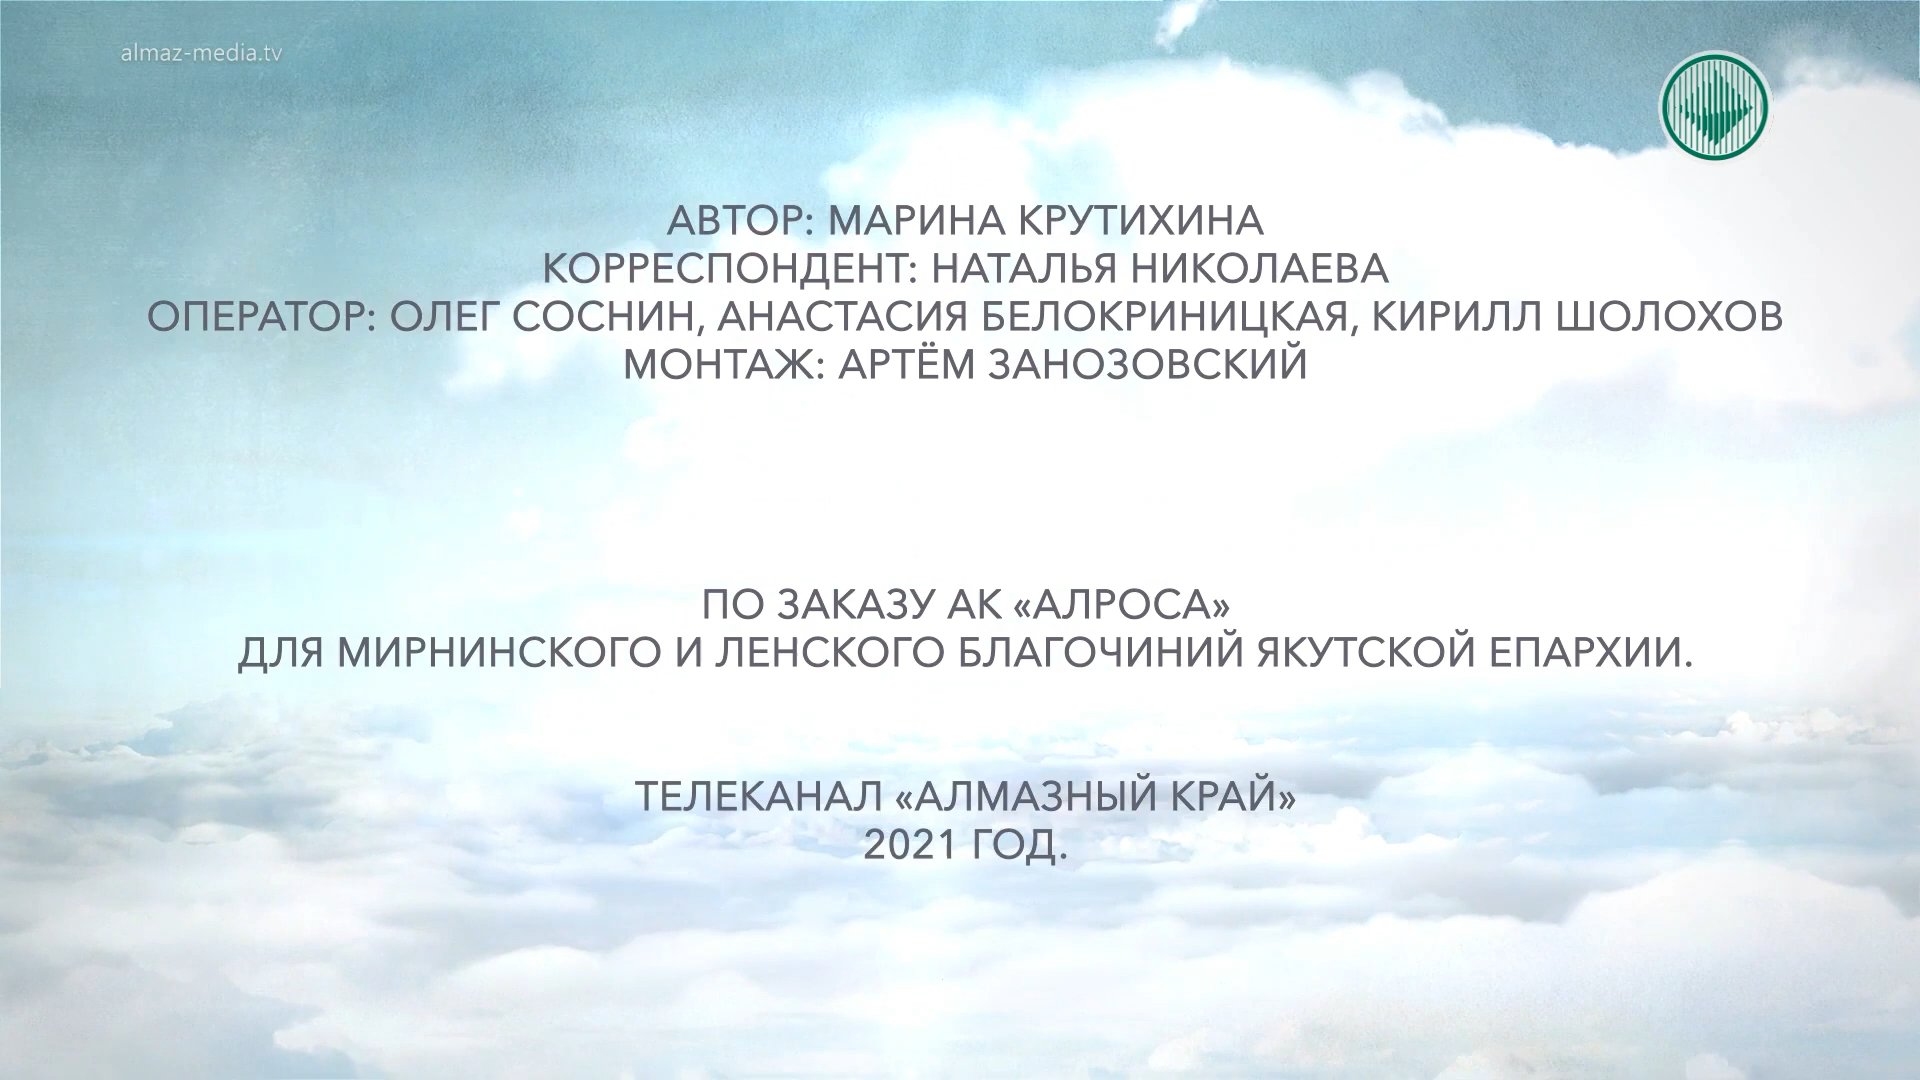 almaz-media.tv
АВТОР: МАРИНА КРУТИХИНА
КОРРЕСПОНДЕНТ: НАТАЛЬЯ НИКОЛАЕВА
ОПЕРАТОР: ОЛЕГ СОСНИН, АНАСТАСИЯ БЕЛОКРИНИЦКАЯ, КИРИЛЛ ШОЛОХОВ
МОНТАЖ: АРТЁМ ЗАНОЗОВСКИЙ
ПО ЗАКАЗУ АК «АЛРОСА»
ДЛЯ МИРНИНСКОГО И ЛЕНСКОГО БЛАГОЧИНИЙ ЯКУТСКОЙ ЕПАРХИИ.
ТЕЛЕКАНАЛ «АЛМАЗНЫЙ КРАЙ»
2021 ГОД.